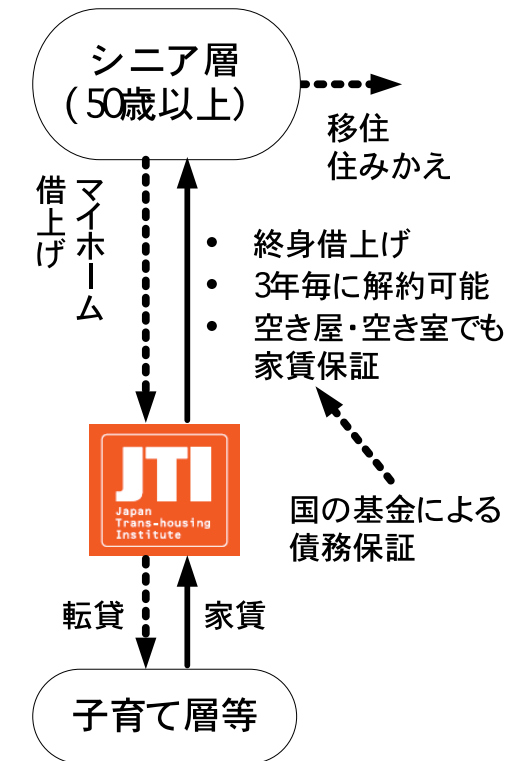 シニア層
(50歳以上)
移住
住みかえ
マイホーム
借上げ
• 終身借上げ
• 3年毎に解約可能
• 空き屋・空き室でも
家賃保証
JTI
Japan
Trans-housing
Institute
国の基金による
債務保証
転貸
家賃
子育て層等